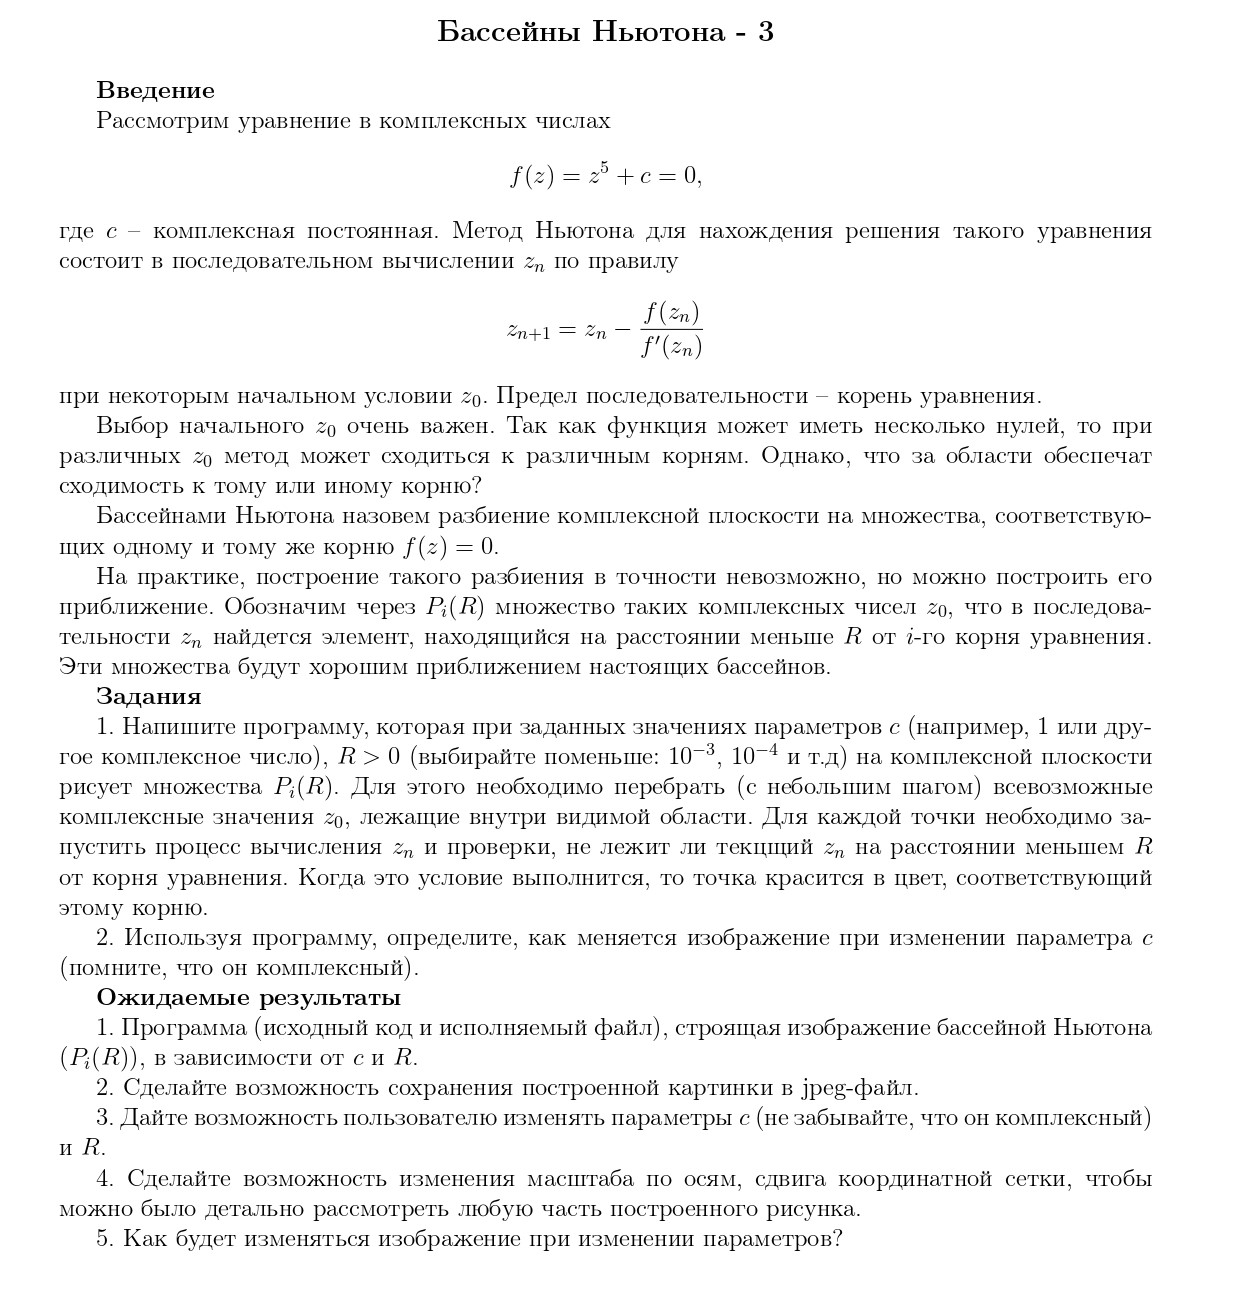 Бассейны Ньютона - 3
Введение
Рассмотрим уравнение в комплексных числах
f(z) = z^5 + c = 0,
где c – комплексная постоянная. Метод Ньютона для нахождения решения такого уравнения
состоит в последовательном вычислении z_n по правилу
z_{n+1} = z_n − f(z_n)/f′(z_n)
при некоторым начальном условии z_0. Предел последовательности – корень уравнения.
Выбор начального z_0 очень важен. Так как функция может иметь несколько нулей, то при
различных z_0 метод может сходиться к различным корням. Однако, что за области обеспечат
сходимость к тому или иному корню?
Бассейнами Ньютона назовем разбиение комплексной плоскости на множества, соответствую-
щих одному и тому же корню f(z) = 0.
На практике, построение такого разбиения в точности невозможно, но можно построить его
приближение. Обозначим через P_i(R) множество таких комплексных чисел z_0, что в последова-
тельности z_n найдется элемент, находящийся на расстоянии меньше R от i-го корня уравнения.
Эти множества будут хорошим приближением настоящих бассейнов.
Задания
1. Напишите программу, которая при заданных значениях параметров c (например, 1 или дру-
гое комплексное число), R > 0 (выбирайте поменьше: 10^{−3}, 10^{−4} и т.д) на комплексной плоскости
рисует множества P_i(R). Для этого необходимо перебрать (с небольшим шагом) всевозможные
комплексные значения z_0, лежащие внутри видимой области. Для каждой точки необходимо за-
пустить процесс вычисления z_n и проверки, не лежит ли текцщий z_n на расстоянии меньшем R
от корня уравнения. Когда это условие выполнится, то точка красится в цвет, соответствующий
этому корню.
2. Используя программу, определите, как меняется изображение при изменении параметра c
(помните, что он комплексный).
Ожидаемые результаты
1. Программа (исходный код и исполняемый файл), строящая изображение бассейной Ньютона
(P_i(R)), в зависимости от c и R.
2. Сделайте возможность сохранения построенной картинки в jpeg-файл.
3. Дайте возможность пользователю изменять параметры c (не забывайте, что он комплексный)
и R.
4. Сделайте возможность изменения масштаба по осям, сдвига координатной сетки, чтобы
можно было детально рассмотреть любую часть построенного рисунка.
5. Как будет изменяться изображение при изменении параметров?